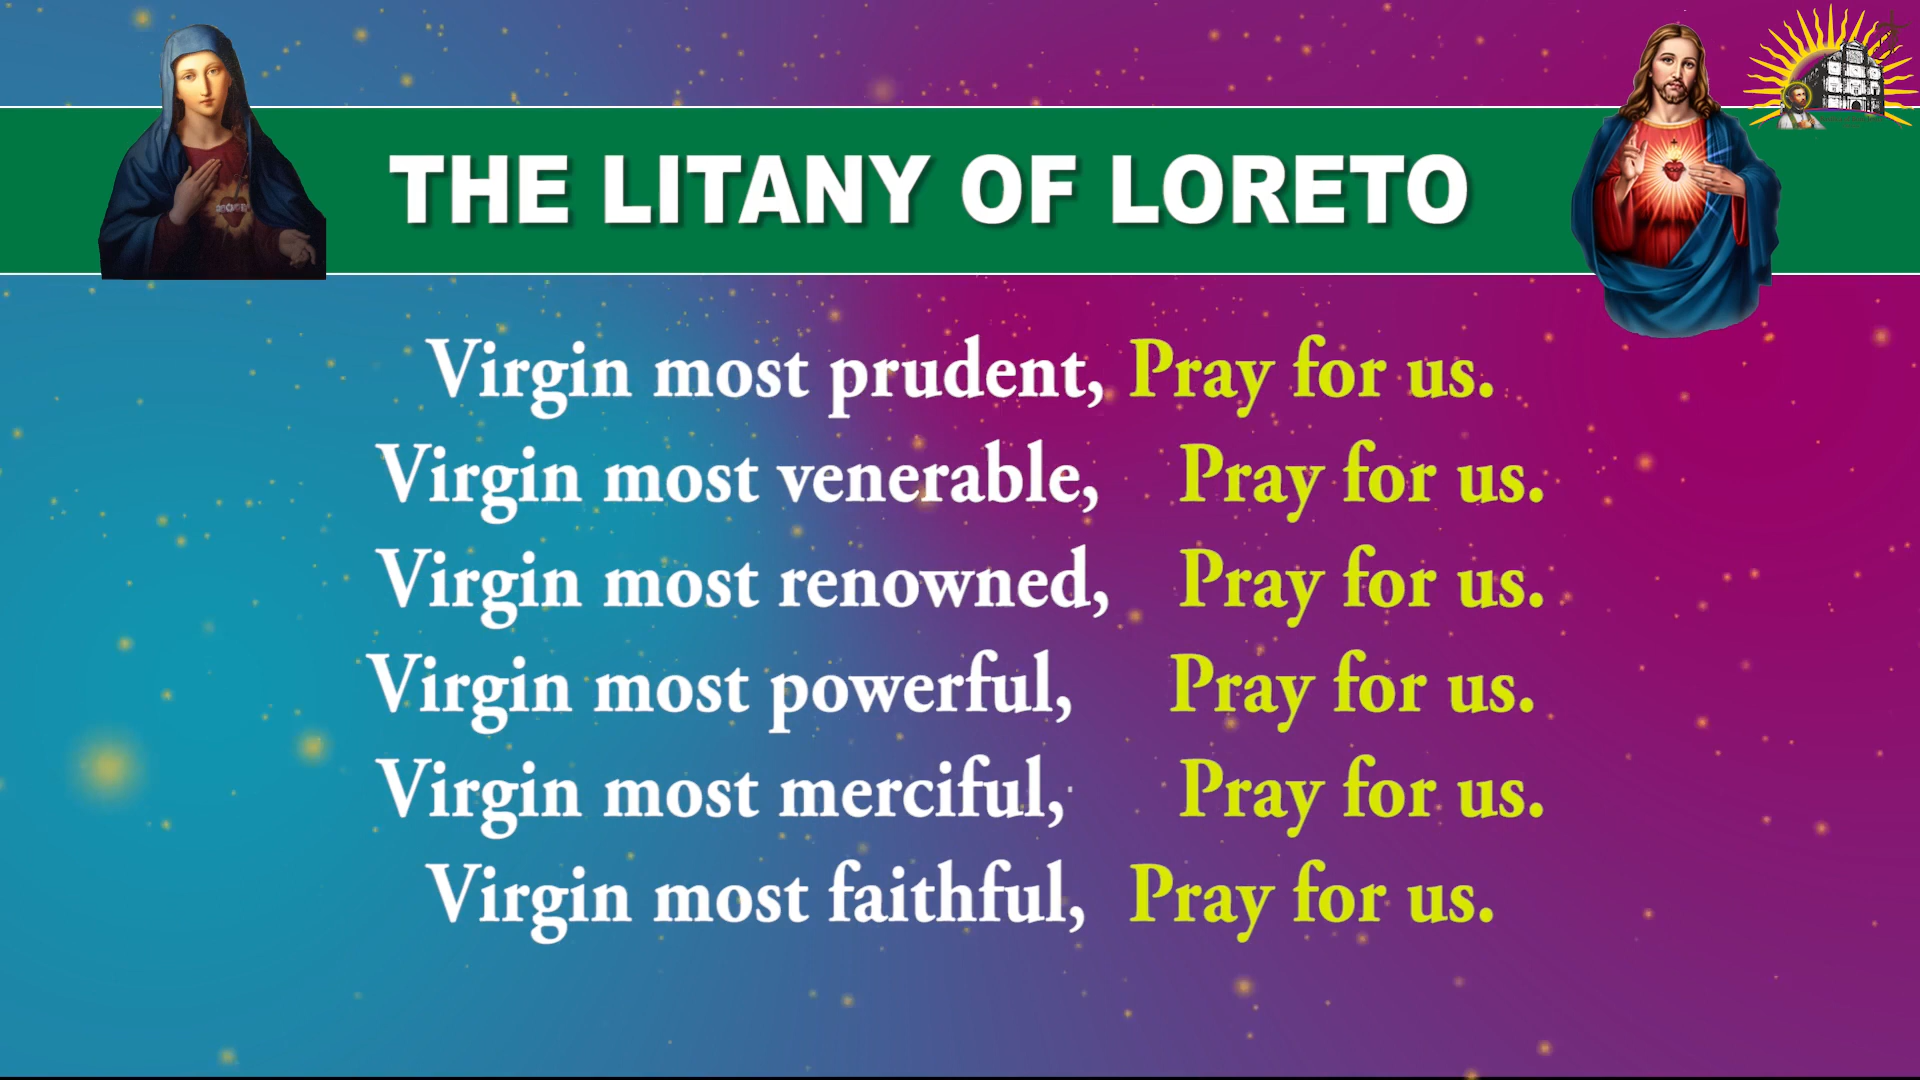 THE LITANY OF LORETO
Virgin most prudent, Pray for us.
Virgin most venerable, Pray for us.
Virgin most renowned, Pray for us.
Virgin most powerful, Pray for us.
Virgin most merciful, Pray for us.
Virgin most faithful, Pray for us.